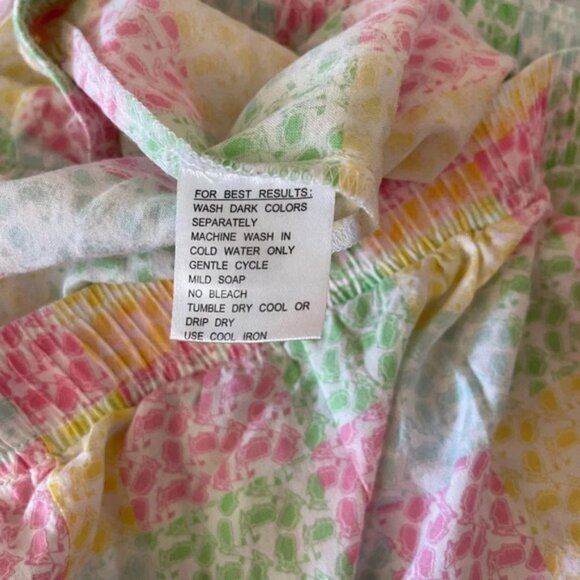 FOR BEST RESULTS:
WASH DARK COLORS
SEPARATELY
MACHINE WASH IN
COLD WATER ONLY
GENTLE CYCLE
MILD SOAP
NO BLEACH
TUMBLE DRY COOL OR
DRIP DRY
USE COOL IRON